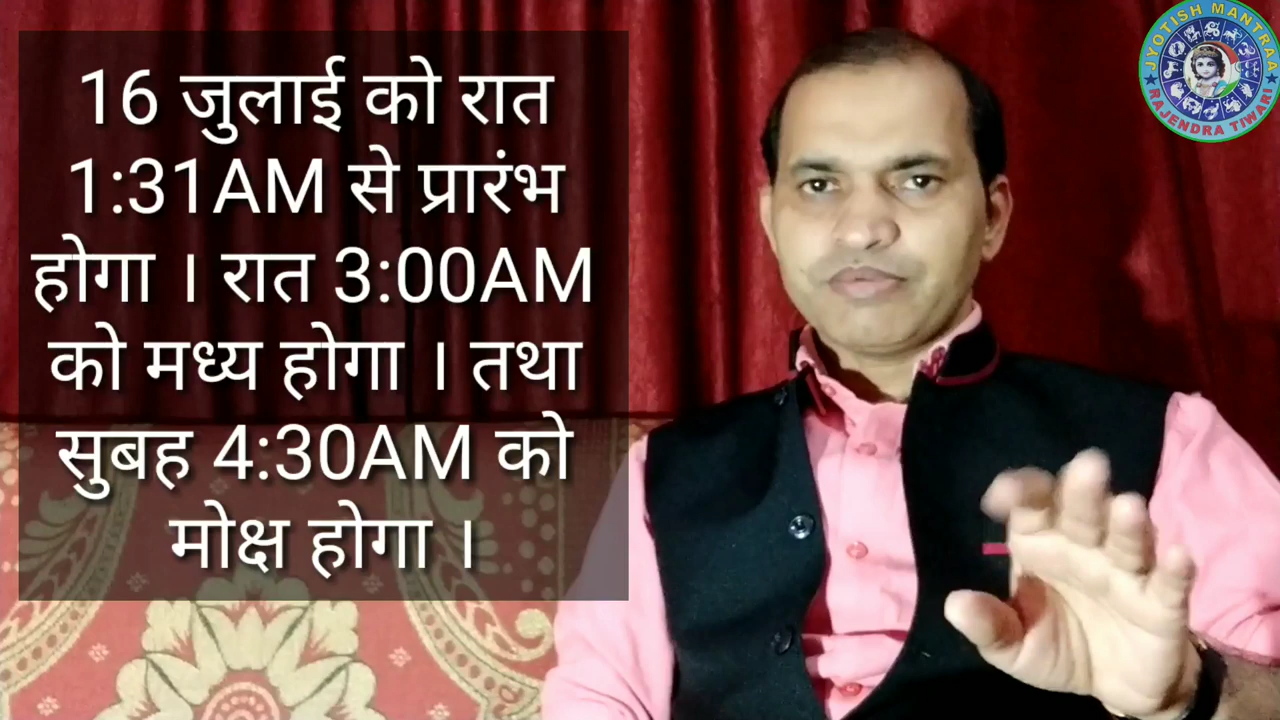 16 जुलाई को रात
1:31AM से प्रारंभ
होगा । रात 3:00AM
को मध्य होगा । तथा
सुबह 4:30AM को
मोक्ष होगा ।
JYOTISH MANTRAA
RAJENDRA TIWARI